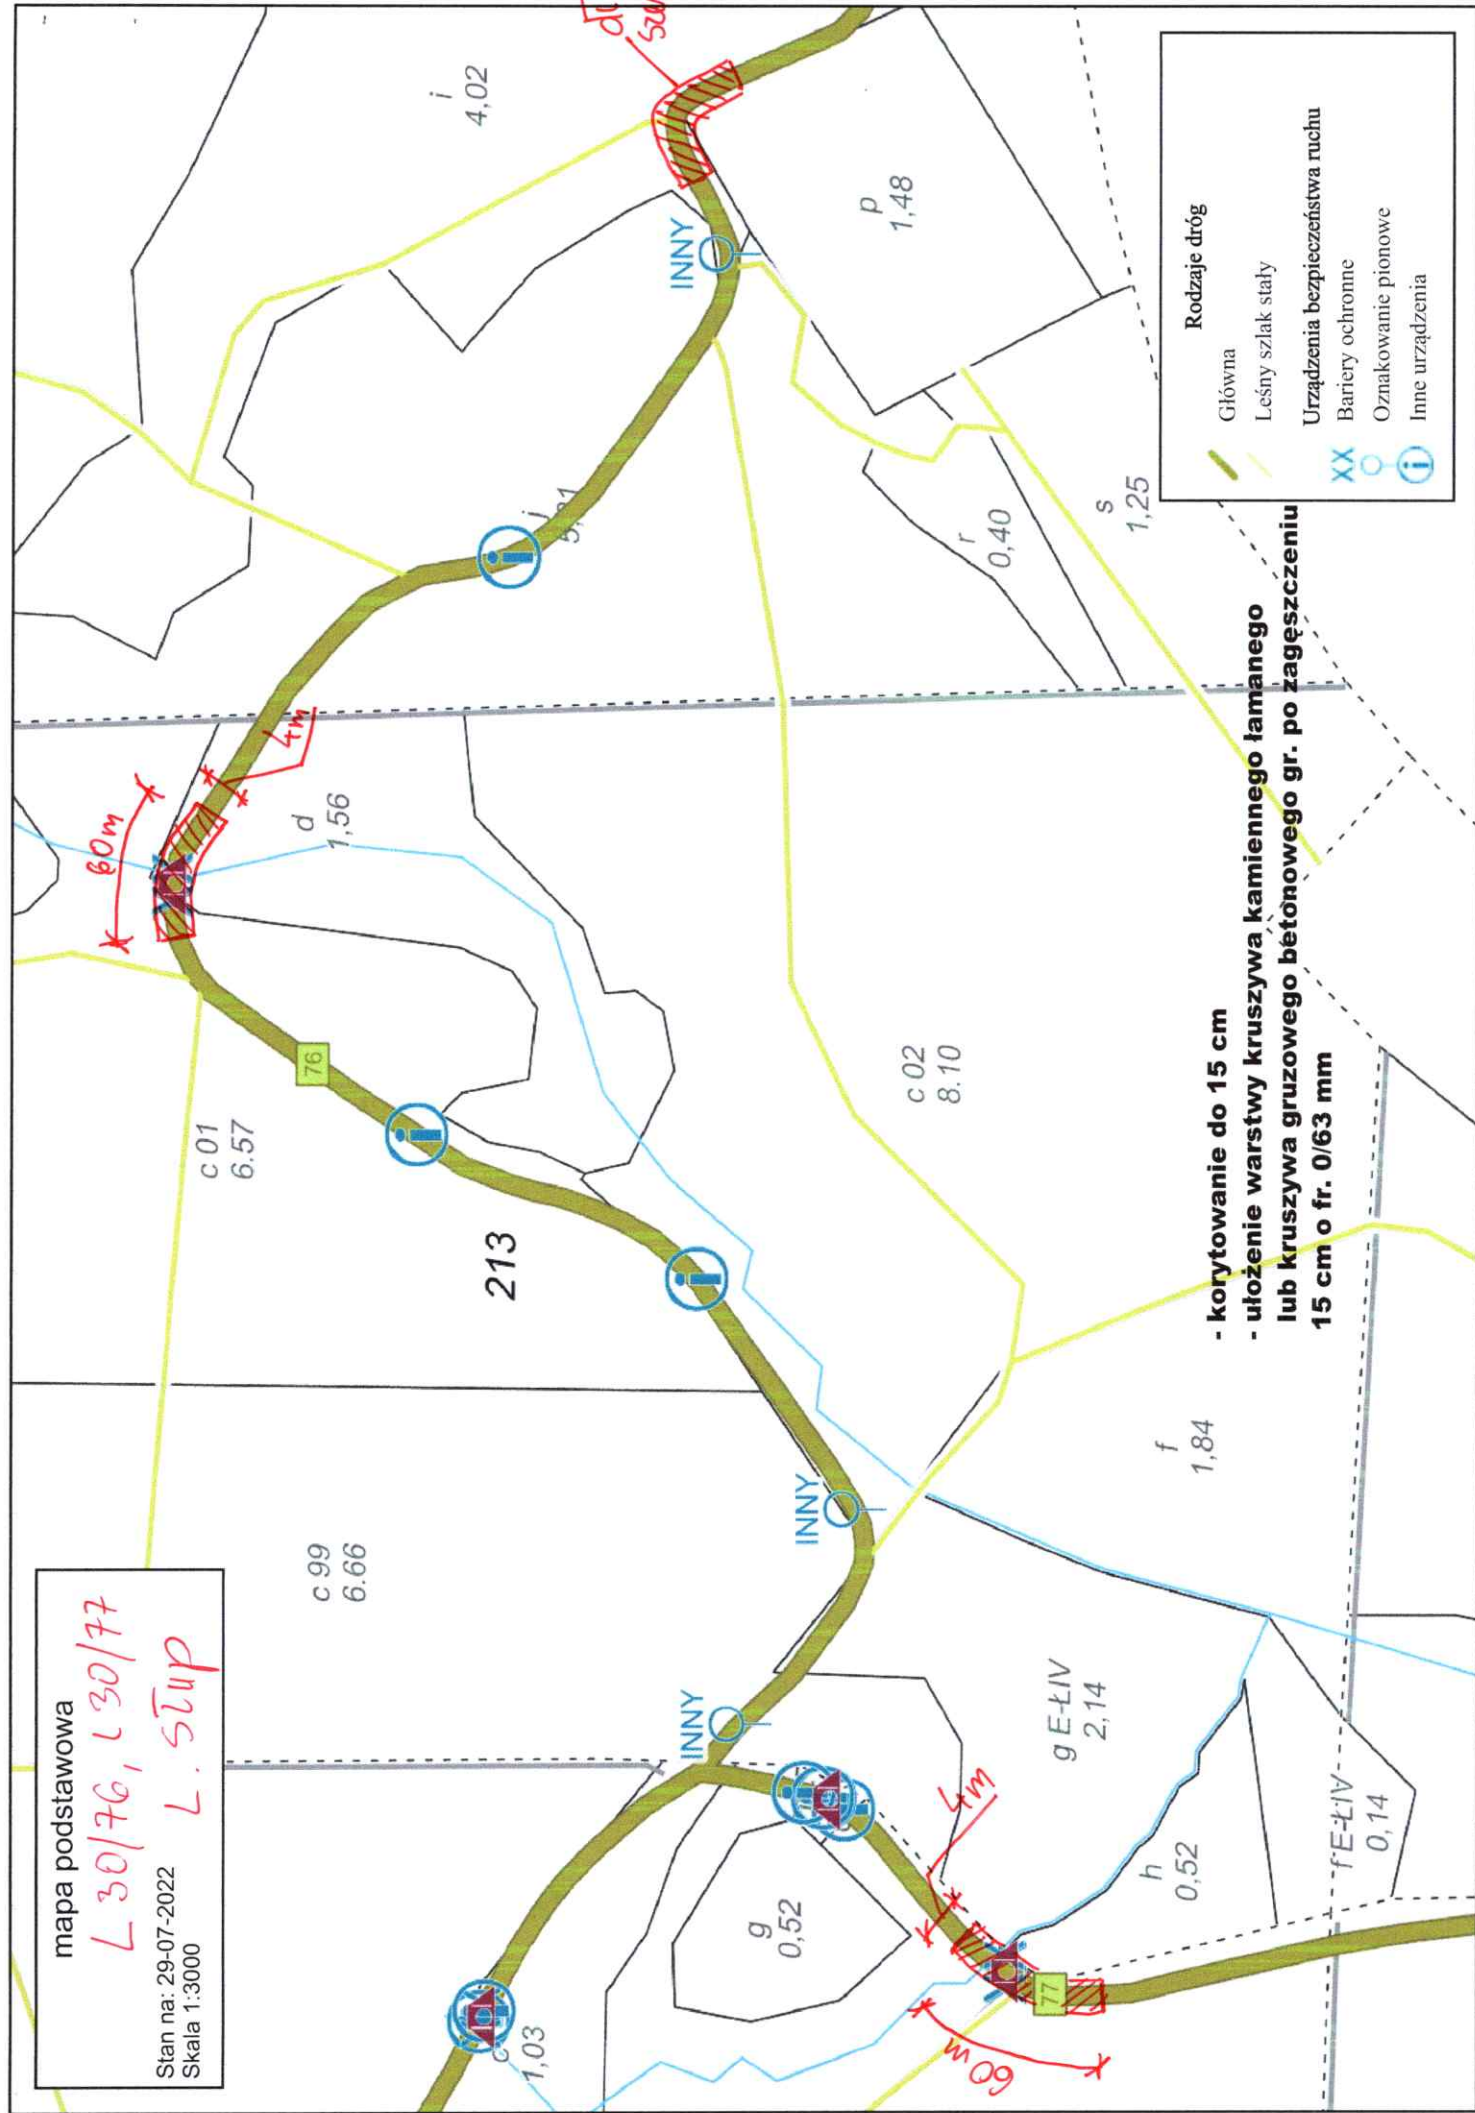 mapa podstawowa
L 30/76, L 30/77
Stan na: 29-07-2022
Skala 1:3000
L. Słup
c 99
6.66
c 01
6.57
76
213
60m
4m
d
1,56
i
4,02
j
INNY
p
1,48
r
0,40
s
1,25
c 02
8.10
INNY
INNY
f
1,84
g E-ŁIV
2,14
g
0,52
1,03
4m
60m
77
h
0,52
f E-ŁIV
0,14
- korytowanie do 15 cm
- ułożenie warstwy kruszywa kamiennego łamanego
lub kruszywa gruzowego betonowego gr. po zagęszczeniu
15 cm o fr. 0/63 mm
Rodzaje dróg
Główna
Leśny szlak stały
Urządzenia bezpieczeństwa ruchu
XX Bariery ochronne
Oznakowanie pionowe
i Inne urządzenia